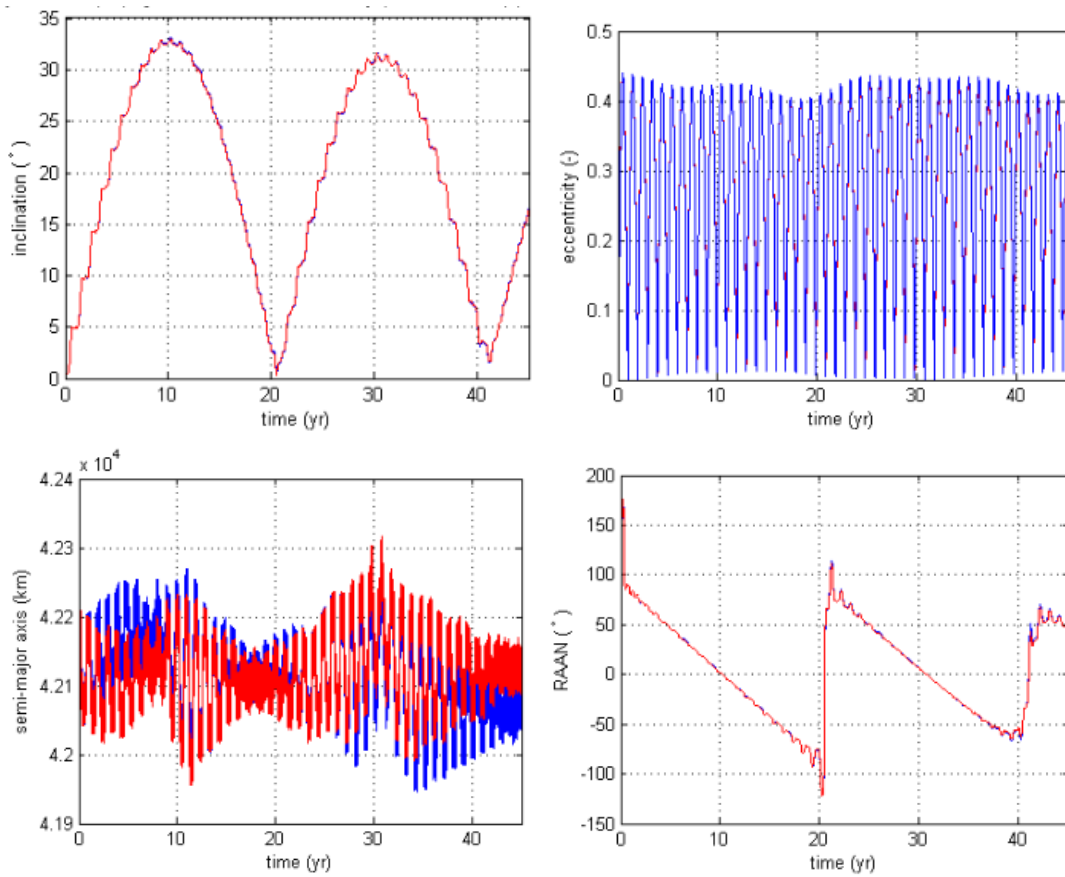 35
30
25
20
15
10
5
0
inclination (°)
0 10 20 30 40
time (yr)
0.5
0.4
0.3
0.2
0.1
0
eccentricity (-)
0 10 20 30 40
time (yr)
x 10⁴
4.24
4.23
4.22
4.21
4.2
4.19
semi-major axis (km)
0 10 20 30 40
time (yr)
200
150
100
50
0
-50
-100
-150
RAAN (°)
0 10 20 30 40
time (yr)